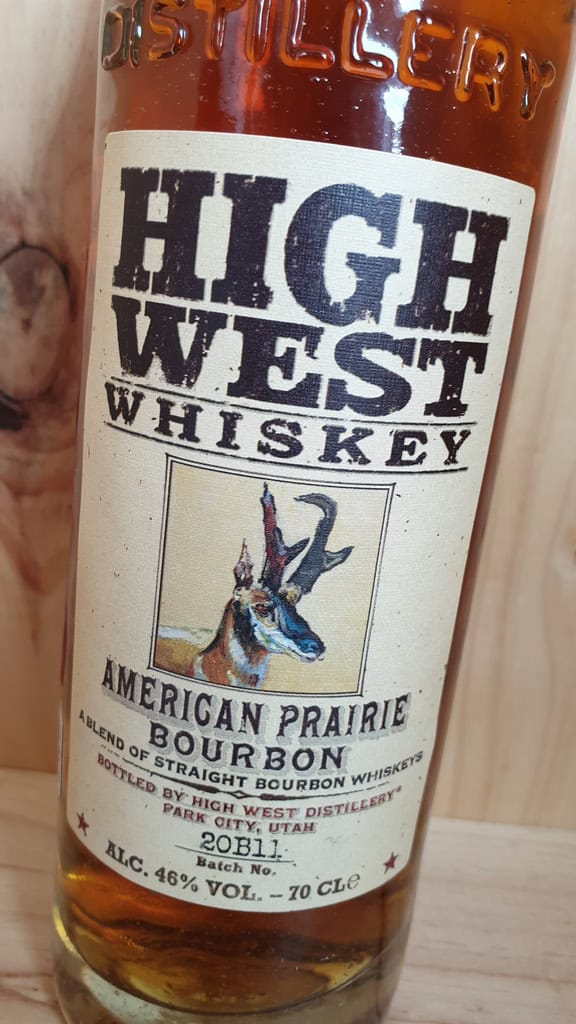 DISTILLERY
HIGH
WEST
WHISKEY
AMERICAN PRAIRIE
BOURBON
A BLEND OF STRAIGHT BOURBON WHISKEYS
BOTTLED BY HIGH WEST DISTILLERY®
PARK CITY, UTAH
20B11
Batch No.
ALC. 46% VOL. – 70 CL℮